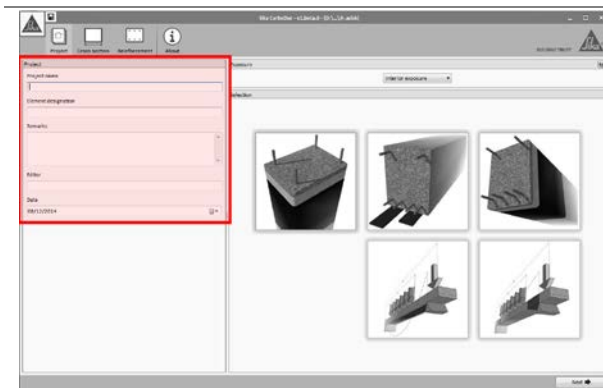 Project
Cross section
Reinforcement
About
Project
Project name
Element designation
Remarks
Editor
Date
08/12/2014
Exposure
Interior exposure
Selection
Next